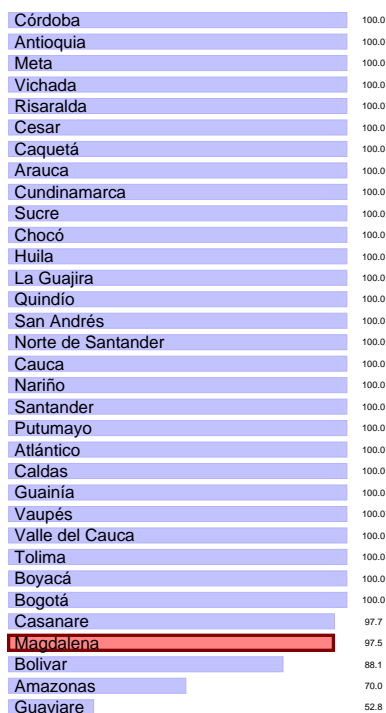 Córdoba 100.0
Antioquia 100.0
Meta 100.0
Vichada 100.0
Risaralda 100.0
Cesar 100.0
Caquetá 100.0
Arauca 100.0
Cundinamarca 100.0
Sucre 100.0
Chocó 100.0
Huila 100.0
La Guajira 100.0
Quindío 100.0
San Andrés 100.0
Norte de Santander 100.0
Cauca 100.0
Nariño 100.0
Santander 100.0
Putumayo 100.0
Atlántico 100.0
Caldas 100.0
Guainía 100.0
Vaupés 100.0
Valle del Cauca 100.0
Tolima 100.0
Boyacá 100.0
Bogotá 100.0
Casanare 97.7
Magdalena 97.5
Bolivar 88.1
Amazonas 70.0
Guaviare 52.8